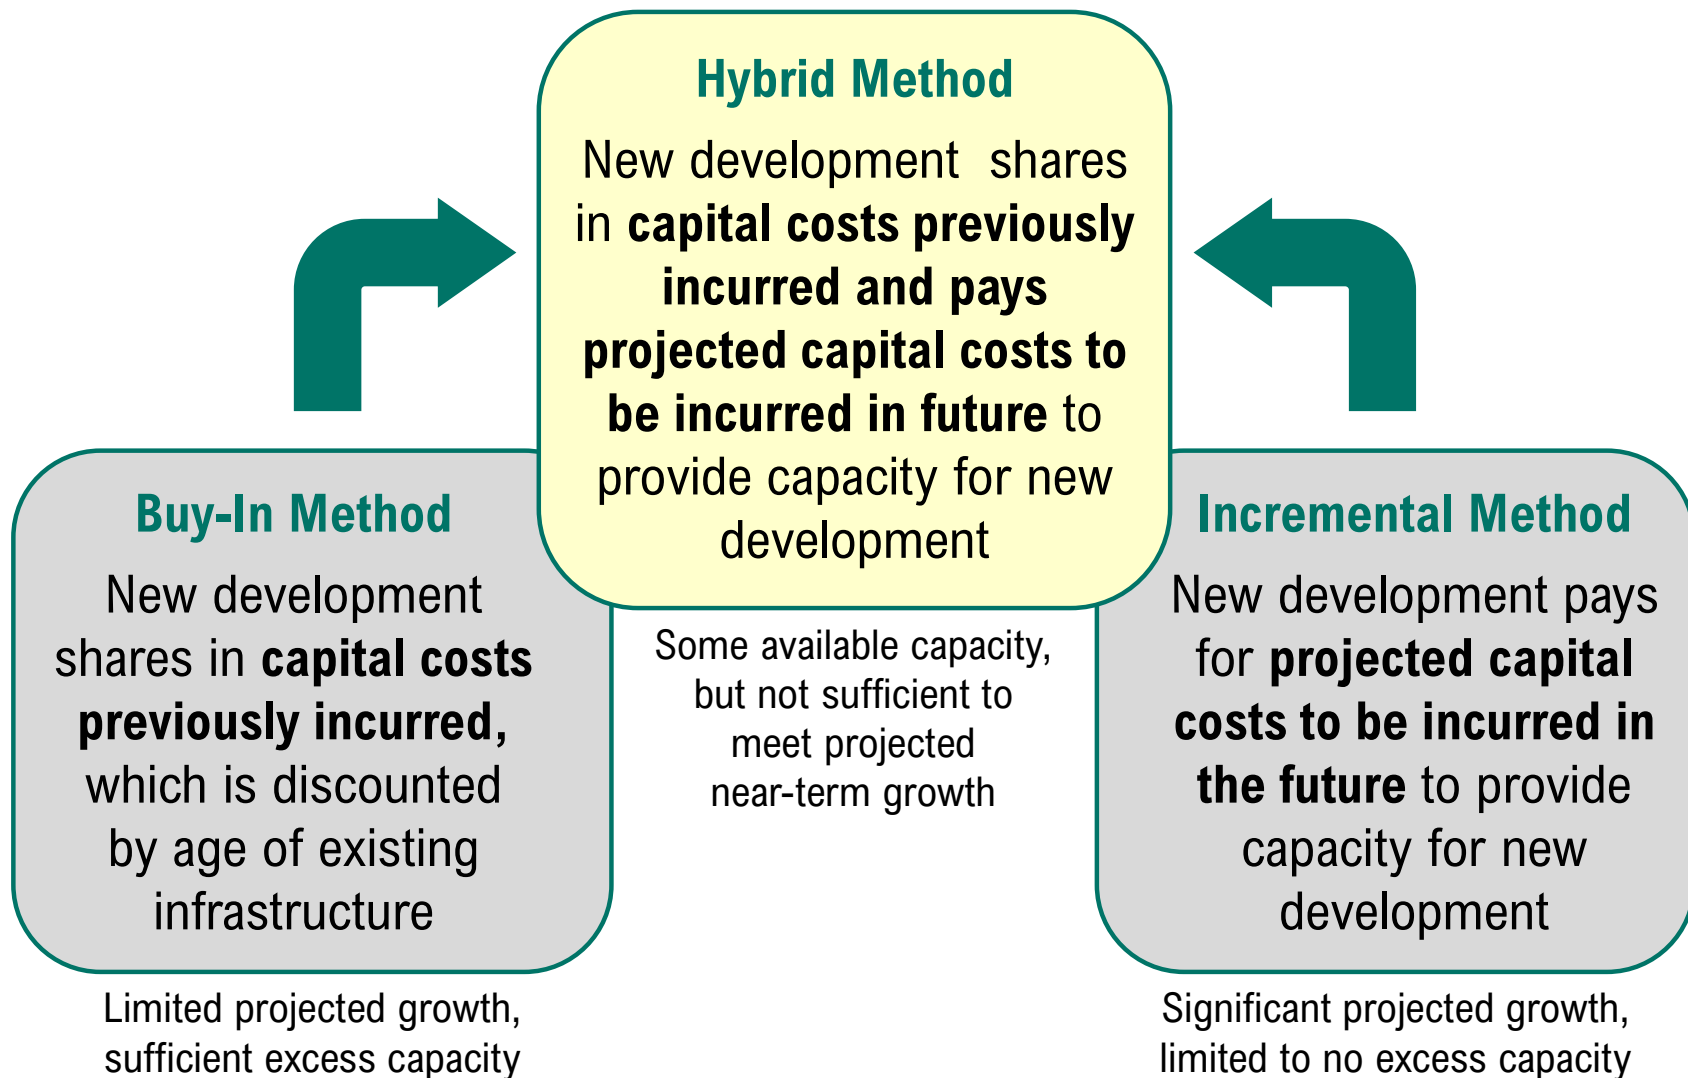 Hybrid Method
New development shares
in capital costs previously
incurred and pays
projected capital costs to
be incurred in future to
provide capacity for new
development
Buy-In Method
New development
shares in capital costs
previously incurred,
which is discounted
by age of existing
infrastructure
Some available capacity,
but not sufficient to
meet projected
near-term growth
Incremental Method
New development pays
for projected capital
costs to be incurred in
the future to provide
capacity for new
development
Limited projected growth,
sufficient excess capacity
Significant projected growth,
limited to no excess capacity